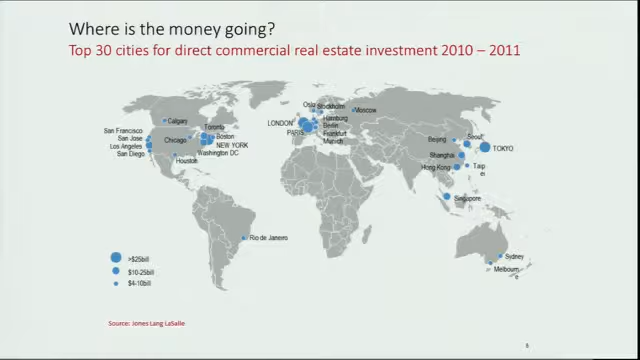 Where is the money going?
Top 30 cities for direct commercial real estate investment 2010 – 2011
Oslo
Stockholm
Moscow
Calgary
LONDON
Hamburg
Berlin
Toronto
San Francisco
San Jose
Chicago
Boston
PARIS
Frankfurt
Munich
Beijing
Seoul
Los Angeles
NEW YORK
TOKYO
San Diego
Washington DC
Shanghai
Houston
Hong Kong
Taip
ei
Singapore
Rio de Janeiro
Sydney
Melbourn
e
>$25bill
$10-25bill
$4-10bill
Source: Jones Lang LaSalle